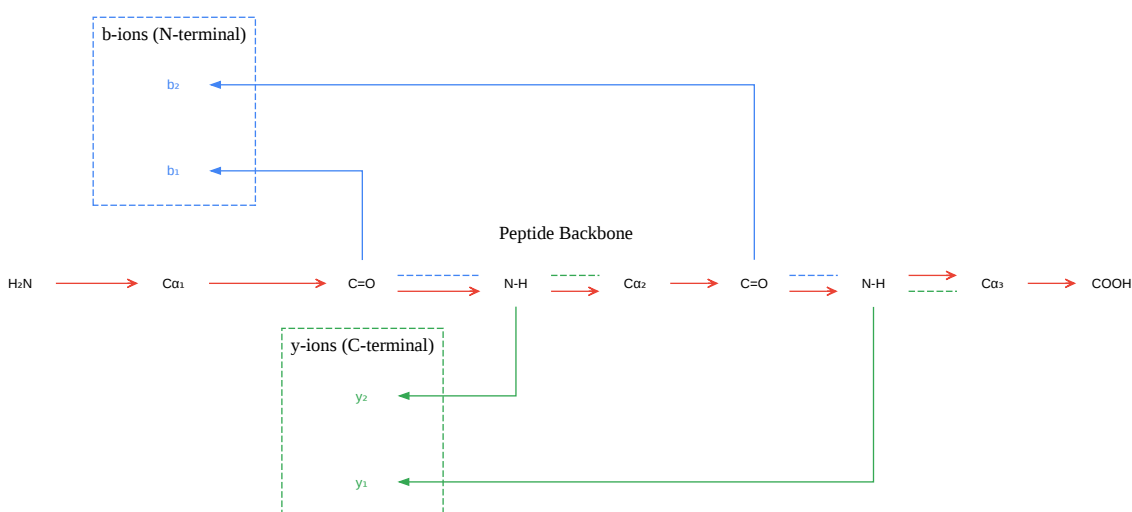 b-ions (N-terminal)
b₂
b₁
Peptide Backbone
H₂N
Cα₁
C=O
N-H
Cα₂
C=O
N-H
Cα₃
COOH
y-ions (C-terminal)
y₂
y₁